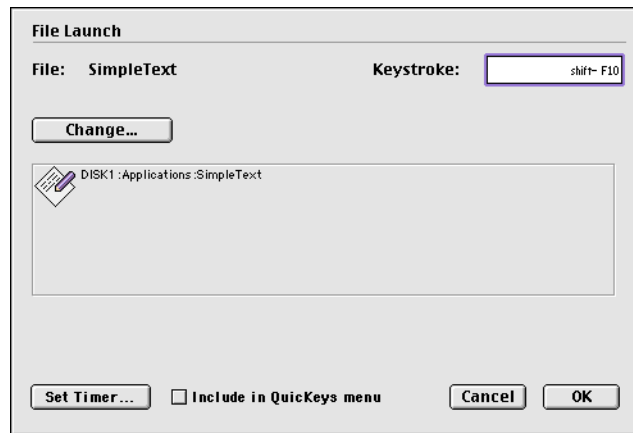 File Launch
File: SimpleText Keystroke: shift- F10
Change...
DISK1 :Applications :SimpleText
Set Timer... Include in QuicKeys menu Cancel OK